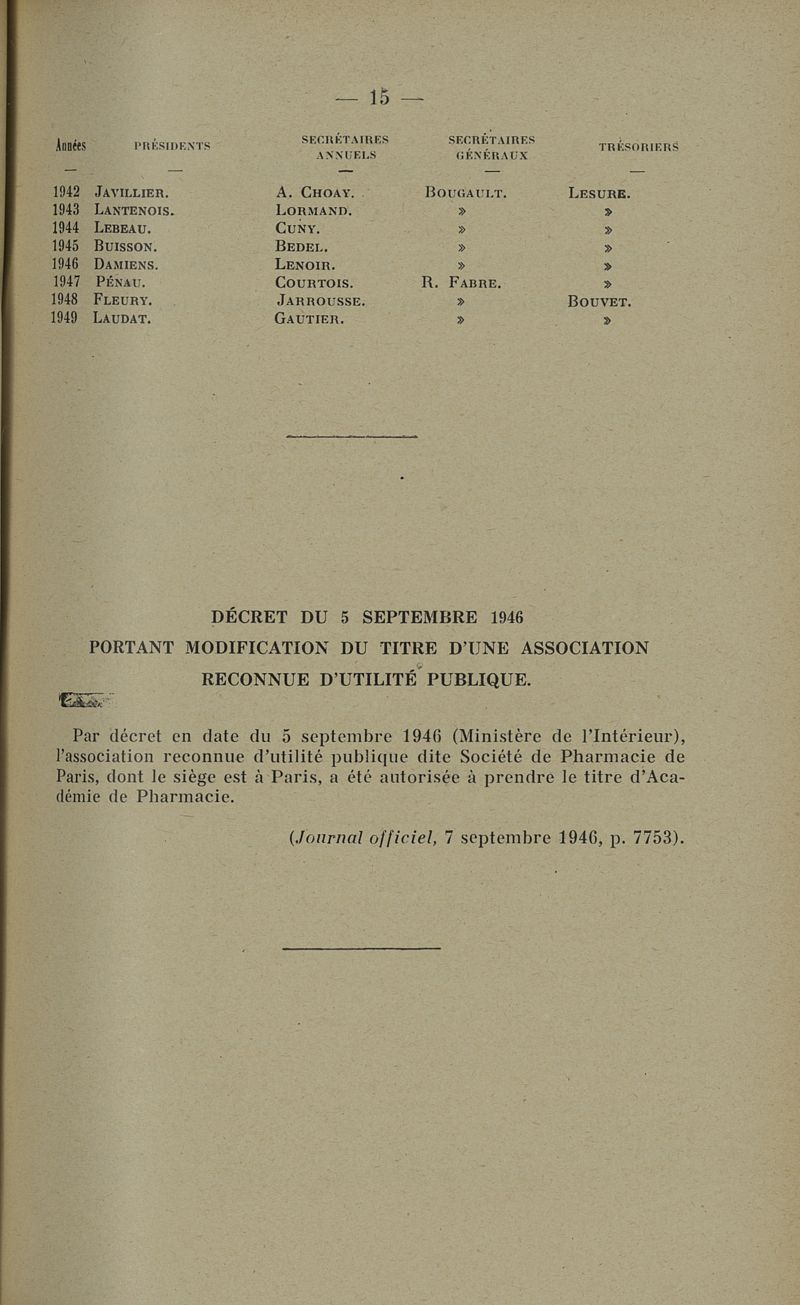 — 15 —
Années PRÉSIDENTS SECRÉTAIRES ANNUELS SECRÉTAIRES GÉNÉRAUX TRÉSORIERS
— — — — —
1942 JAVILLIER. A. CHOAY. BOUGAULT. LESURE.
1943 LANTENOIS. LORMAND. » »
1944 LEBEAU. CUNY. » »
1945 BUISSON. BEDEL. » »
1946 DAMIENS. LENOIR. » »
1947 PÉNAU. COURTOIS. R. FABRE. »
1948 FLEURY. JARROUSSE. » BOUVET.
1949 LAUDAT. GAUTIER. » »
DÉCRET DU 5 SEPTEMBRE 1946
PORTANT MODIFICATION DU TITRE D'UNE ASSOCIATION
RECONNUE D'UTILITÉ PUBLIQUE.
Par décret en date du 5 septembre 1946 (Ministère de l'Intérieur),
l'association reconnue d'utilité publique dite Société de Pharmacie de
Paris, dont le siège est à Paris, a été autorisée à prendre le titre d'Aca-
démie de Pharmacie.
(Journal officiel, 7 septembre 1946, p. 7753).